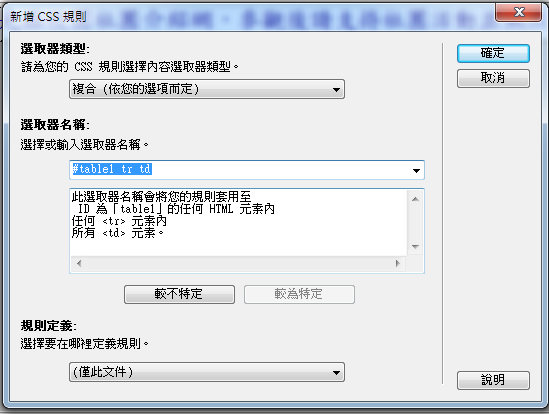 新增 CSS 規則
選取器類型:
請為您的 CSS 規則選擇內容選取器類型。
複合 (依您的選項而定)
選取器名稱:
選擇或輸入選取器名稱。
#table1 tr td
此選取器名稱會將您的規則套用至
ID 為「table1」的任何 HTML 元素內
任何 <tr> 元素內
所有 <td> 元素。
較不特定
較為特定
規則定義:
選擇要在哪裡定義規則。
(僅此文件)
確定
取消
說明